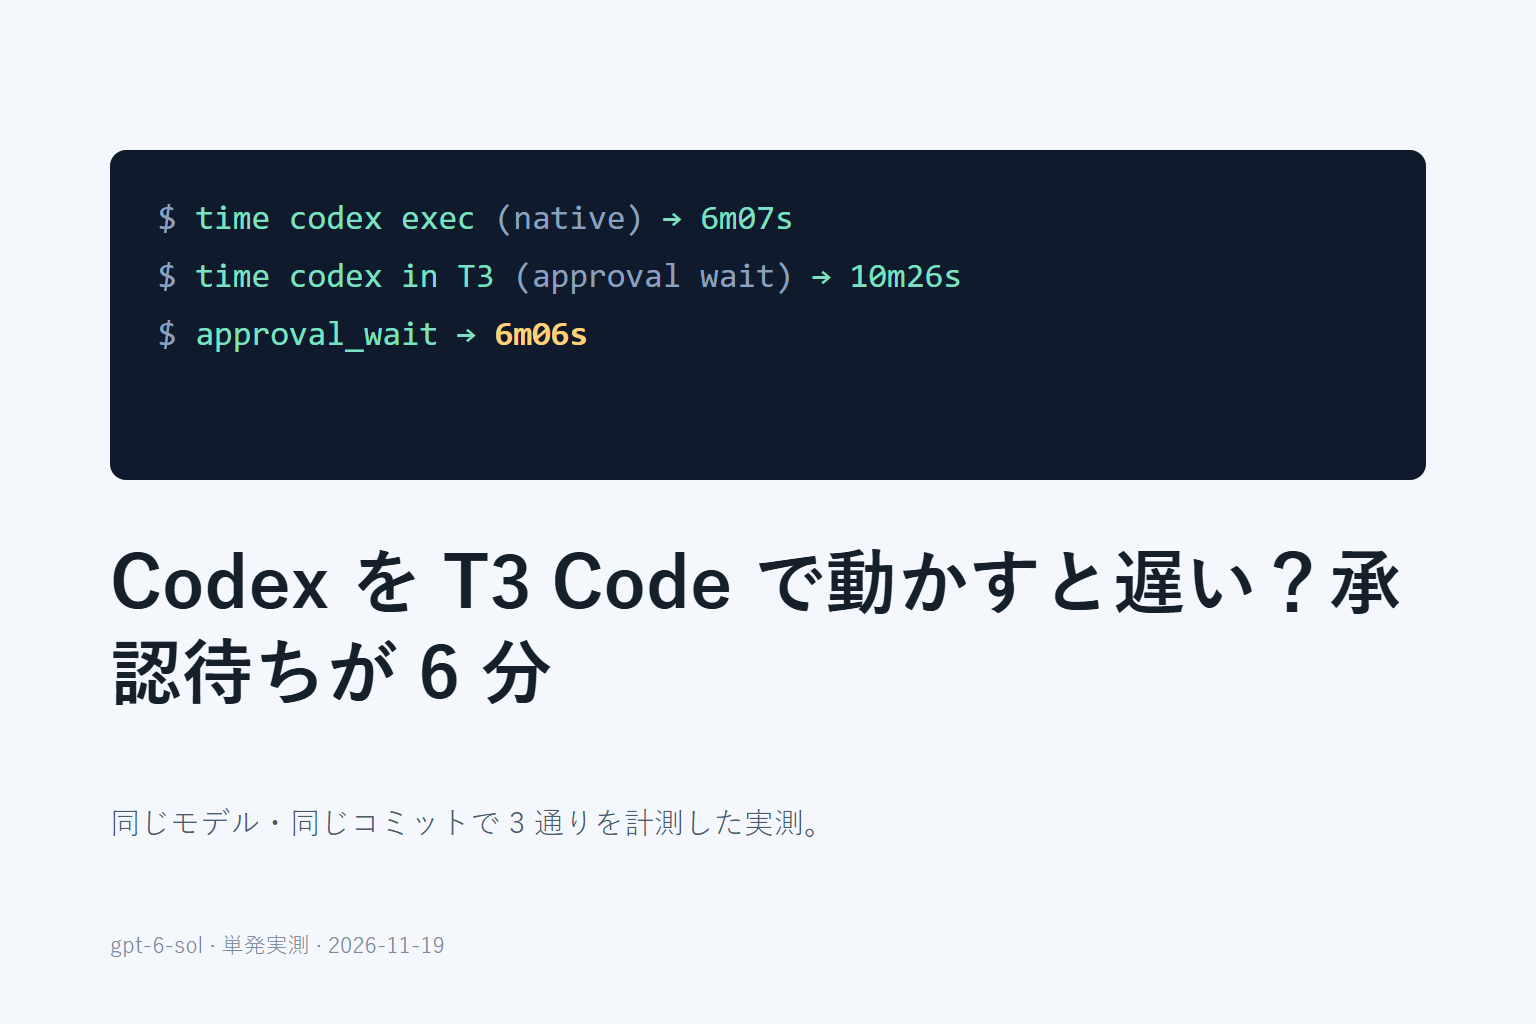 $ time codex exec (native) → 6m07s
$ time codex in T3 (approval wait) → 10m26s
$ approval_wait → 6m06s
Codex を T3 Code で動かすと遅い？承
認待ちが 6 分
同じモデル・同じコミットで 3 通りを計測した実測。
gpt-6-sol · 単発実測 · 2026-11-19